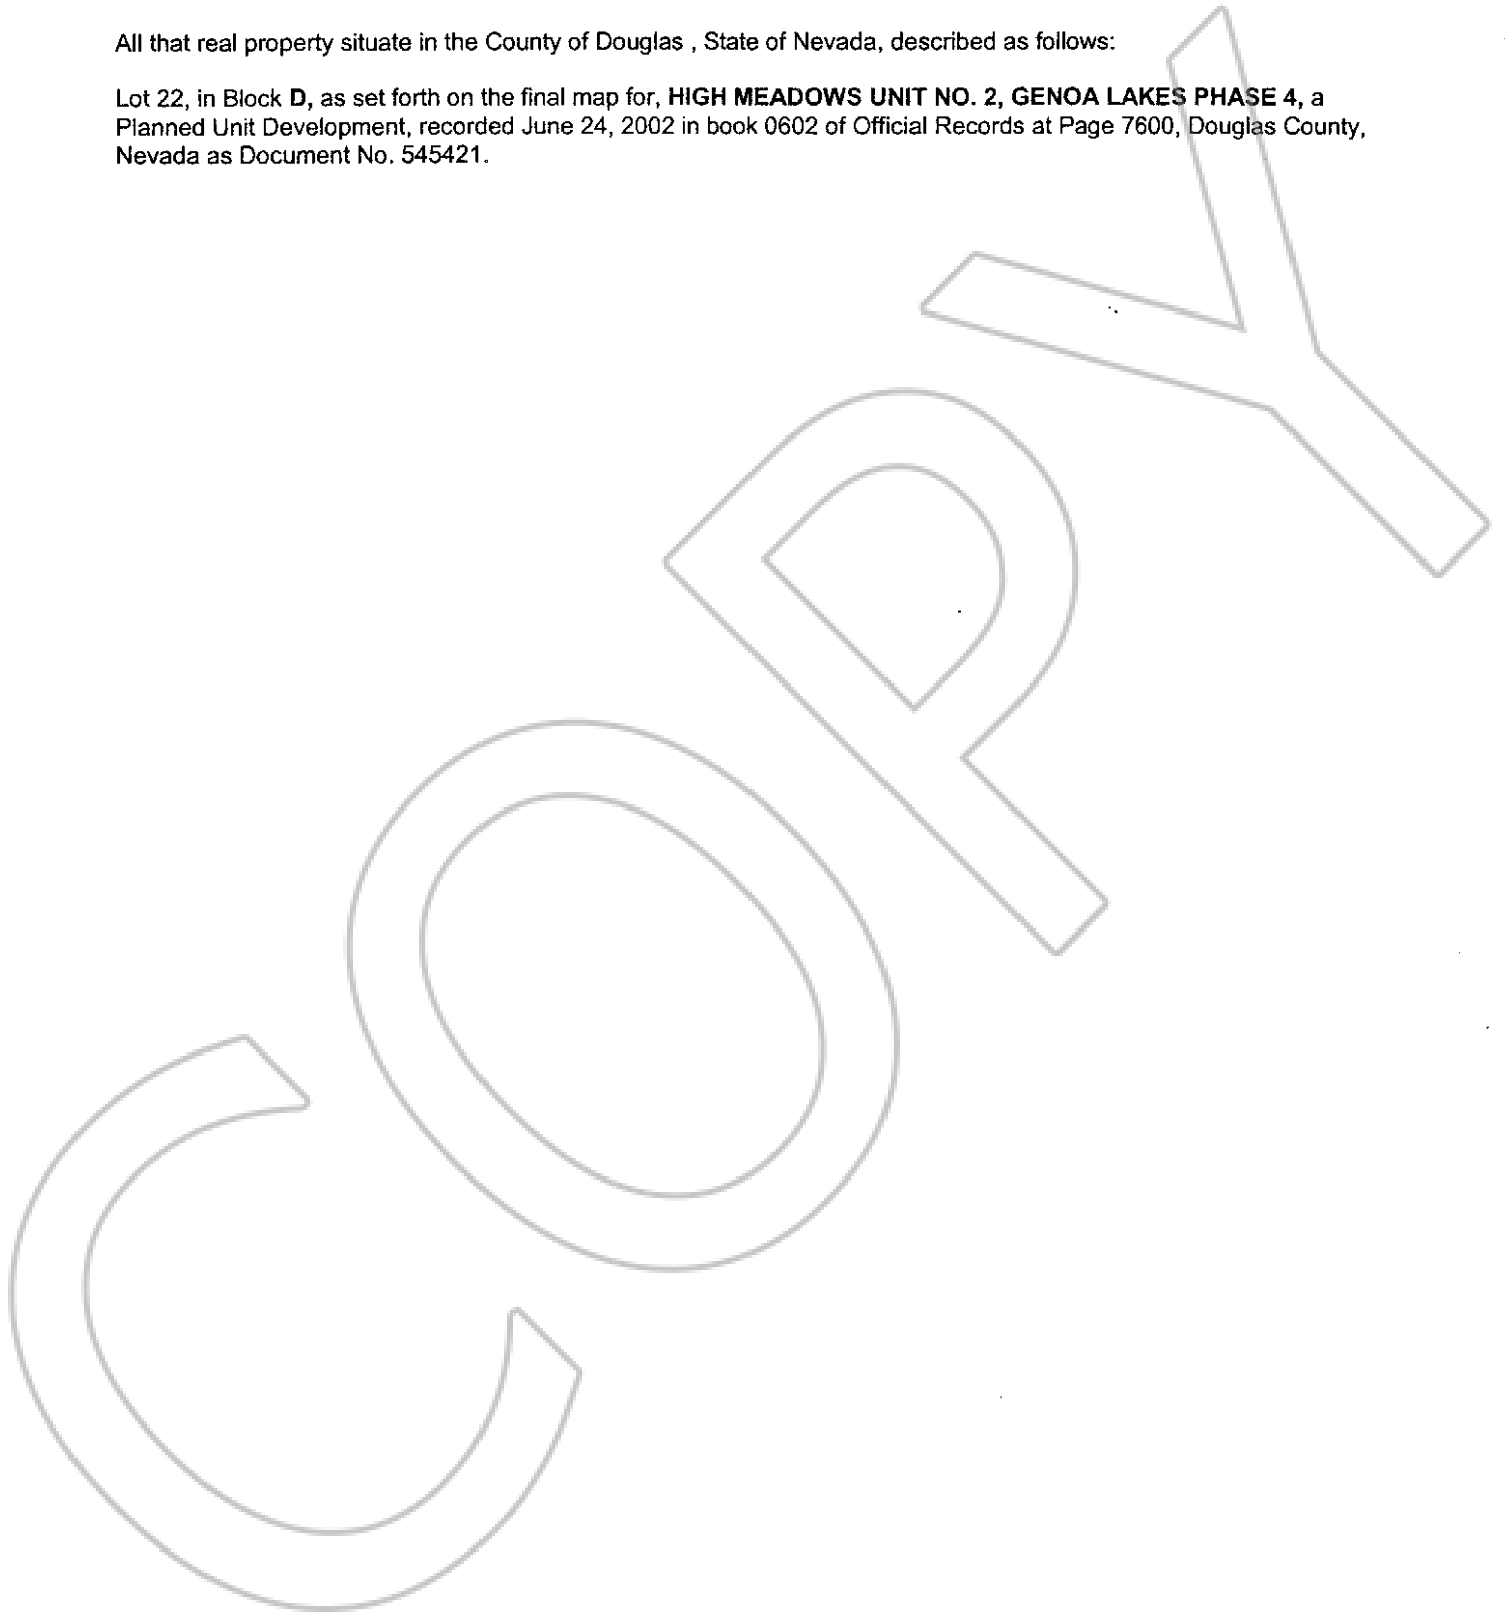 All that real property situate in the County of Douglas , State of Nevada, described as follows:
Lot 22, in Block D, as set forth on the final map for, HIGH MEADOWS UNIT NO. 2, GENOA LAKES PHASE 4, a
Planned Unit Development, recorded June 24, 2002 in book 0602 of Official Records at Page 7600, Douglas County,
Nevada as Document No. 545421.
COPY